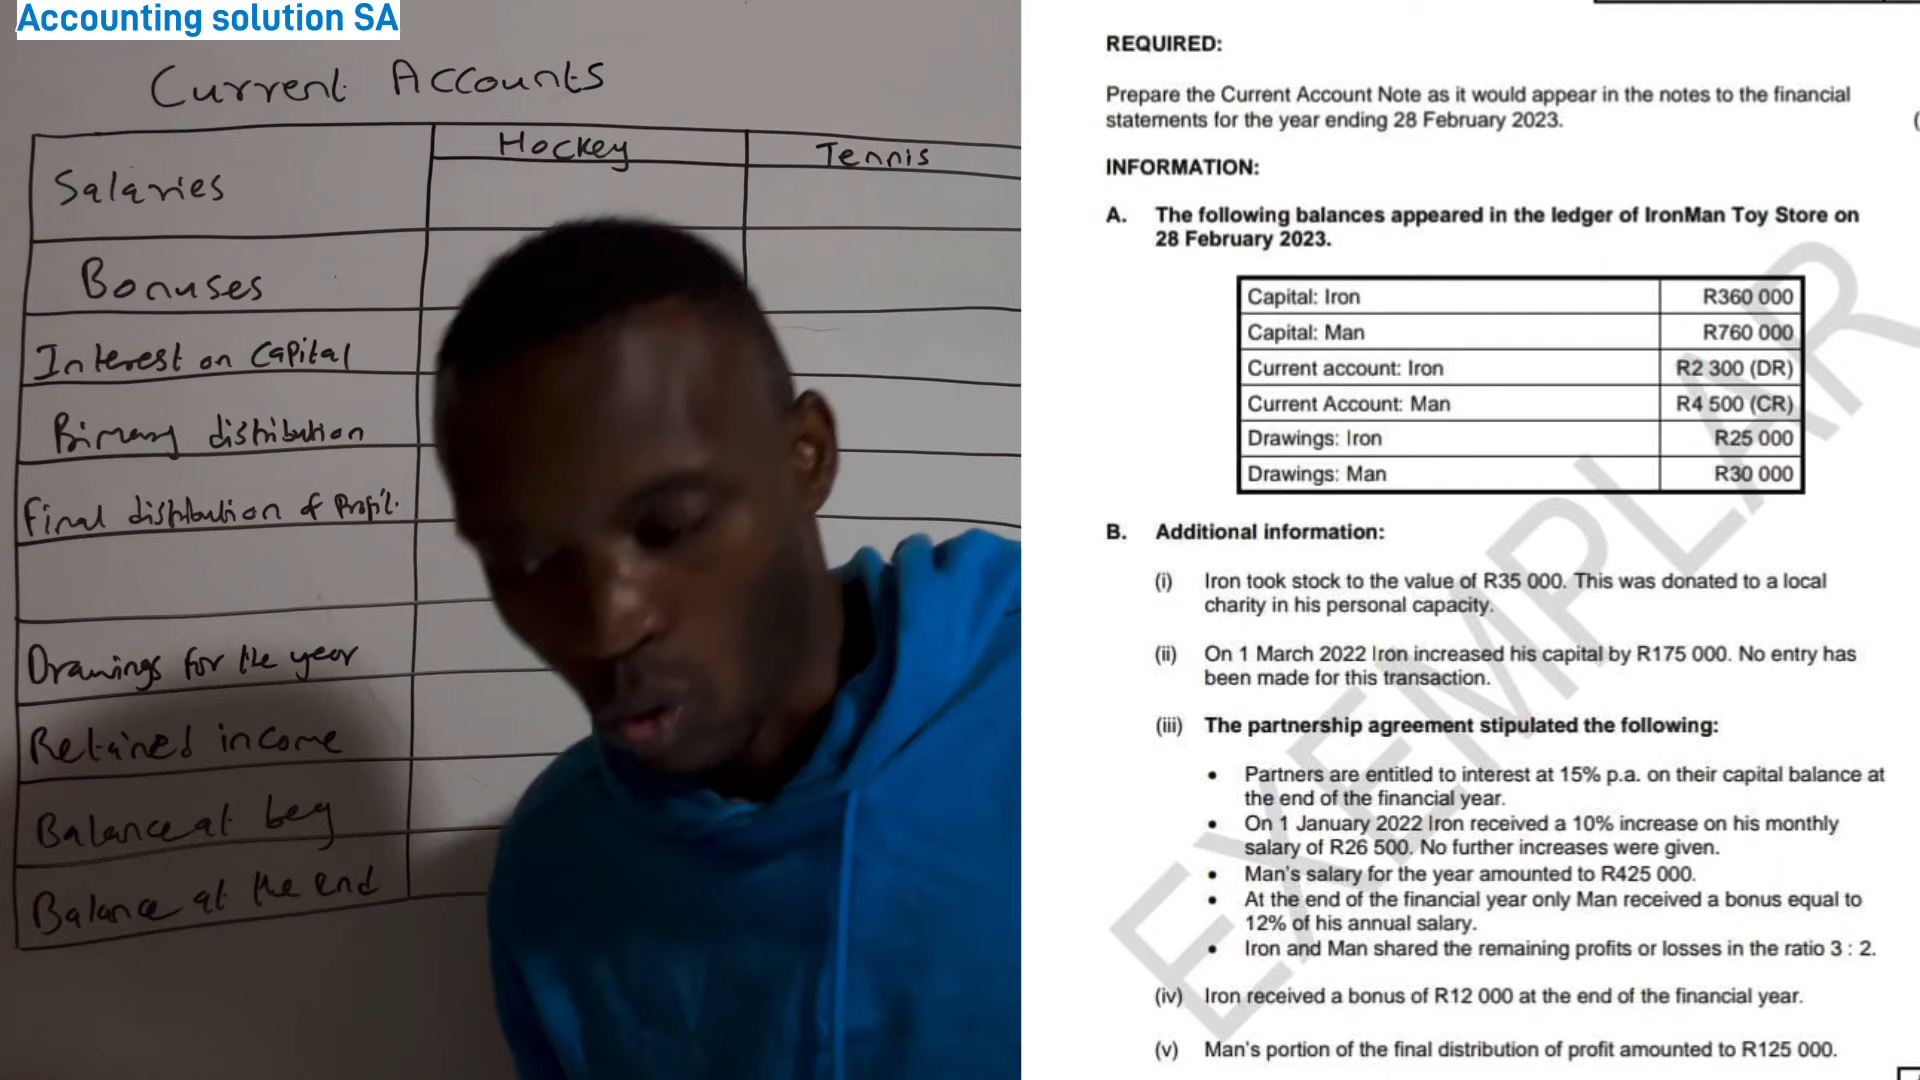 Accounting solution SA
Current Accounts
Hockey
Tennis
Salaries
Bonuses
Interest on Capital
Primary distribution
Final distribution of Profit.
Drawings for the year
Retained income
Balance at beg
Balance at the end
REQUIRED:
Prepare the Current Account Note as it would appear in the notes to the financial
statements for the year ending 28 February 2023.
(
INFORMATION:
A. The following balances appeared in the ledger of IronMan Toy Store on
28 February 2023.
Capital: Iron R360 000
Capital: Man R760 000
Current account: Iron R2 300 (DR)
Current Account: Man R4 500 (CR)
Drawings: Iron R25 000
Drawings: Man R30 000
B. Additional information:
(i) Iron took stock to the value of R35 000. This was donated to a local
charity in his personal capacity.
(ii) On 1 March 2022 Iron increased his capital by R175 000. No entry has
been made for this transaction.
(iii) The partnership agreement stipulated the following:
• Partners are entitled to interest at 15% p.a. on their capital balance at
the end of the financial year.
• On 1 January 2022 Iron received a 10% increase on his monthly
salary of R26 500. No further increases were given.
• Man's salary for the year amounted to R425 000.
• At the end of the financial year only Man received a bonus equal to
12% of his annual salary.
• Iron and Man shared the remaining profits or losses in the ratio 3 : 2.
(iv) Iron received a bonus of R12 000 at the end of the financial year.
(v) Man's portion of the final distribution of profit amounted to R125 000.
EXEMPLAR